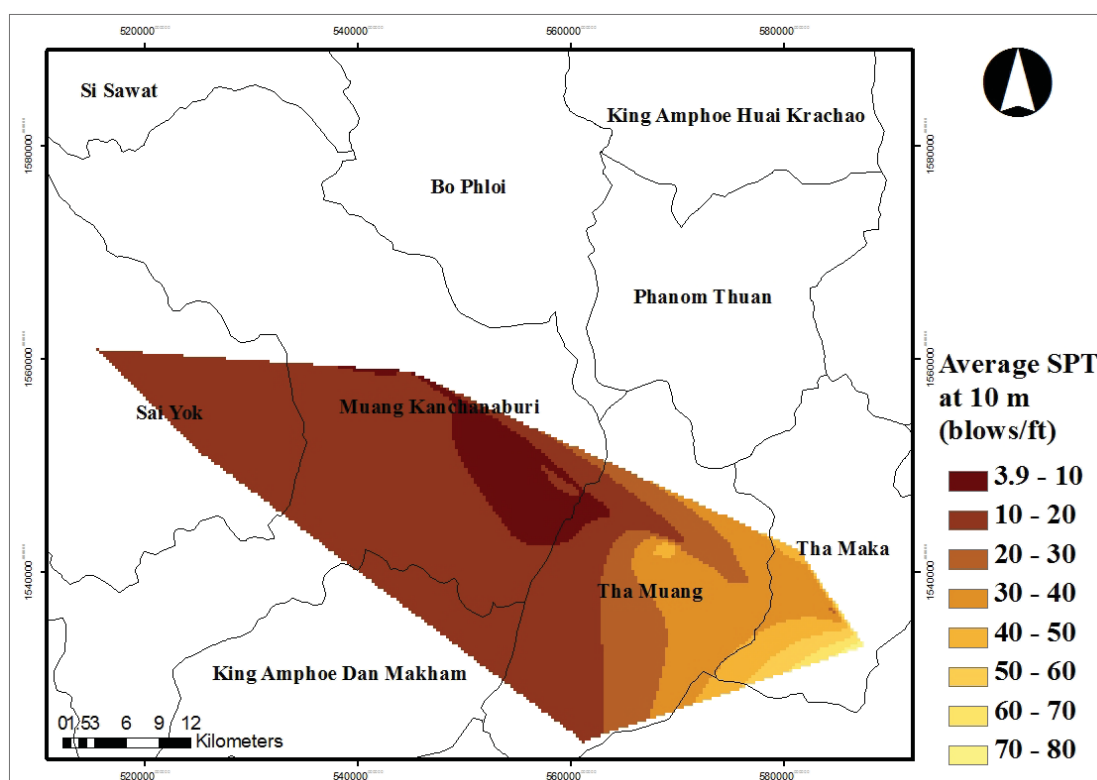 520000
540000
560000
580000
Si Sawat
King Amphoe Huai Krachao
1580000
1580000
Bo Phloi
Phanom Thuan
1560000
1560000
Average SPT
at 10 m
(blows/ft)
Sai Yok
Muang Kanchanaburi
3.9 - 10
10 - 20
20 - 30
30 - 40
40 - 50
50 - 60
60 - 70
70 - 80
Tha Maka
1540000
1540000
Tha Muang
King Amphoe Dan Makham
01.53 6 9 12
Kilometers
520000
540000
560000
580000